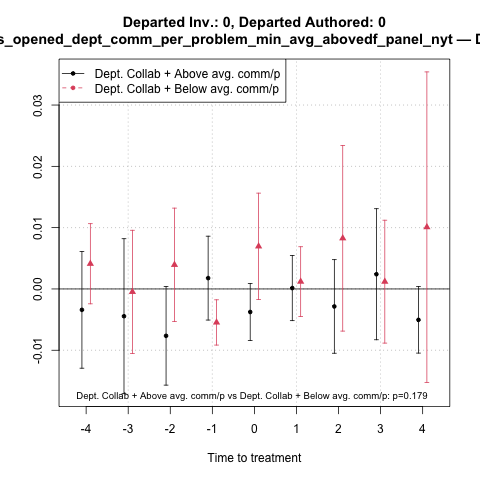 Departed Inv.: 0, Departed Authored: 0
s_opened_dept_comm_per_problem_min_avg_abovedf_panel_nyt —
Dept. Collab + Above avg. comm/p
Dept. Collab + Below avg. comm/p
0.03
0.02
0.01
0.00
-0.01
Dept. Collab + Above avg. comm/p vs Dept. Collab + Below avg. comm/p: p=0.179
-4 -3 -2 -1 0 1 2 3 4
Time to treatment